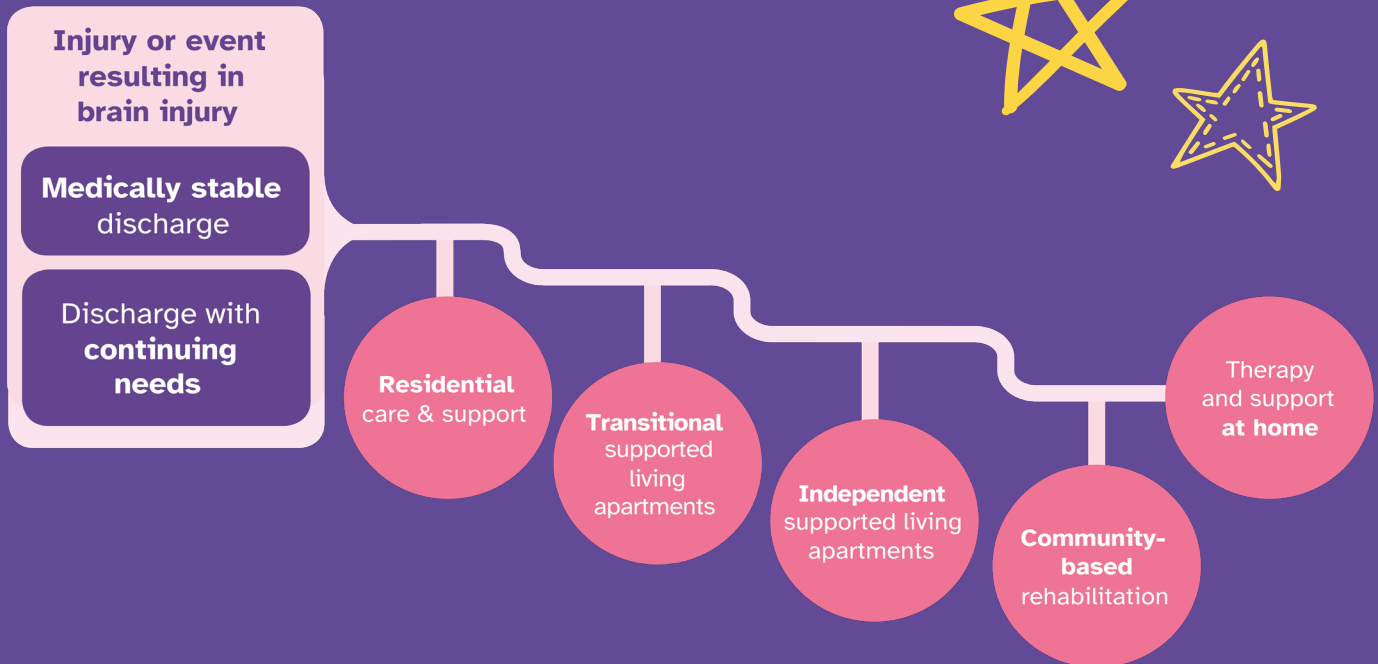 Injury or event
resulting in
brain injury
Medically stable
discharge
Discharge with
continuing
needs
Residential
care & support
Transitional
supported
living
apartments
Independent
supported living
apartments
Community-
based
rehabilitation
Therapy
and support
at home